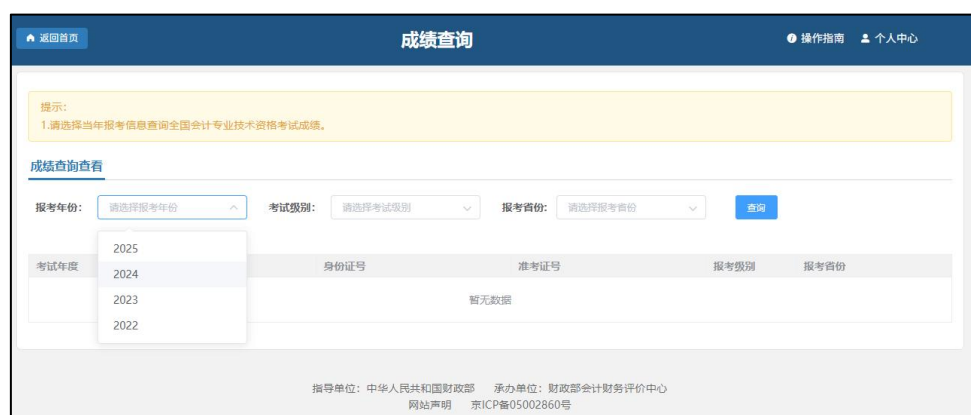 返回首页 成绩查询 操作指南 个人中心
提示：
1.请选择当年报考信息查询全国会计专业技术资格考试成绩。
成绩查询查看
报考年份： 请选择报考年份 考试级别： 请选择考试级别 报考省份： 请选择报考省份 查询
2025
考试年度 身份证号 准考证号 报考级别 报考省份
2024
2023 暂无数据
2022
指导单位：中华人民共和国财政部 承办单位：财政部会计财务评价中心
网站声明 京ICP备05002860号